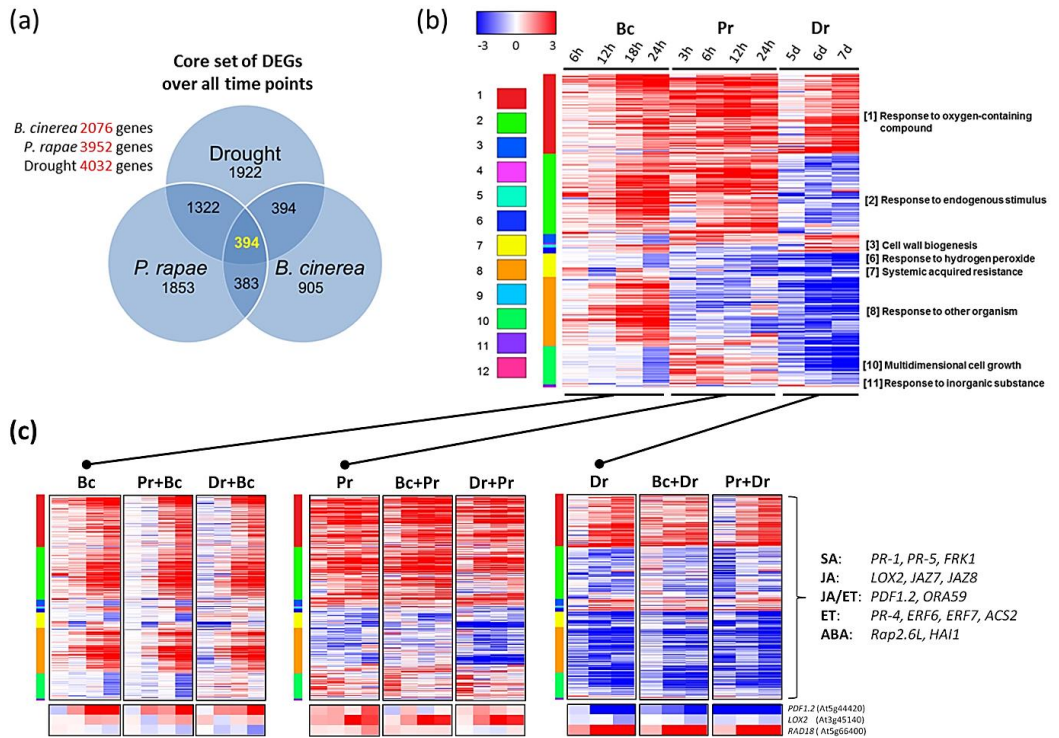 (a)
Core set of DEGs
over all time points
B. cinerea 2076 genes
P. rapae 3952 genes
Drought 4032 genes
Drought
1922
1322
394
394
P. rapae
1853
383
B. cinerea
905
(b)
-3 0 3
Bc Pr Dr
6h 12h 18h 24h 3h 6h 12h 24h 5d 6d 7d
1
2
3
4
5
6
7
8
9
10
11
12
[1] Response to oxygen-containing
compound
[2] Response to endogenous stimulus
[3] Cell wall biogenesis
[6] Response to hydrogen peroxide
[7] Systemic acquired resistance
[8] Response to other organism
[10] Multidimensional cell growth
[11] Response to inorganic substance
(c)
Bc Pr+Bc Dr+Bc Pr Bc+Pr Dr+Pr Dr Bc+Dr Pr+Dr
SA: PR-1, PR-5, FRK1
JA: LOX2, JAZ7, JAZ8
JA/ET: PDF1.2, ORA59
ET: PR-4, ERF6, ERF7, ACS2
ABA: Rap2.6L, HAI1
PDF1.2 (At5g44420)
LOX2 (At3g45140)
RAD18 (At5g66400)